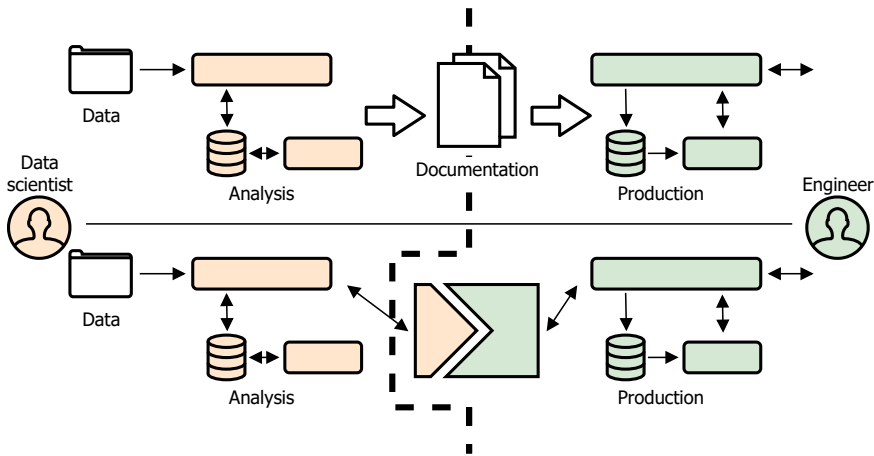 Data
Analysis
Documentation
Production
Data
scientist
Engineer
Data
Analysis
Production